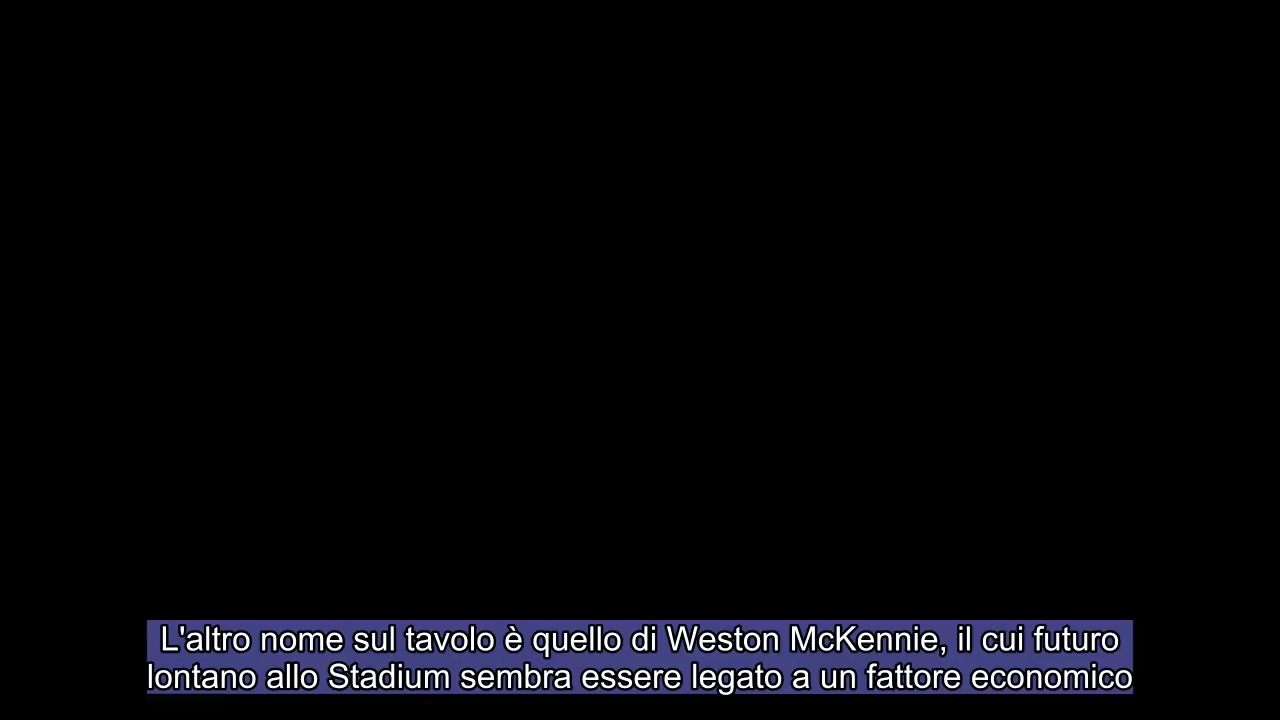 L'altro nome sul tavolo è quello di Weston McKennie, il cui futuro
lontano allo Stadium sembra essere legato a un fattore economico